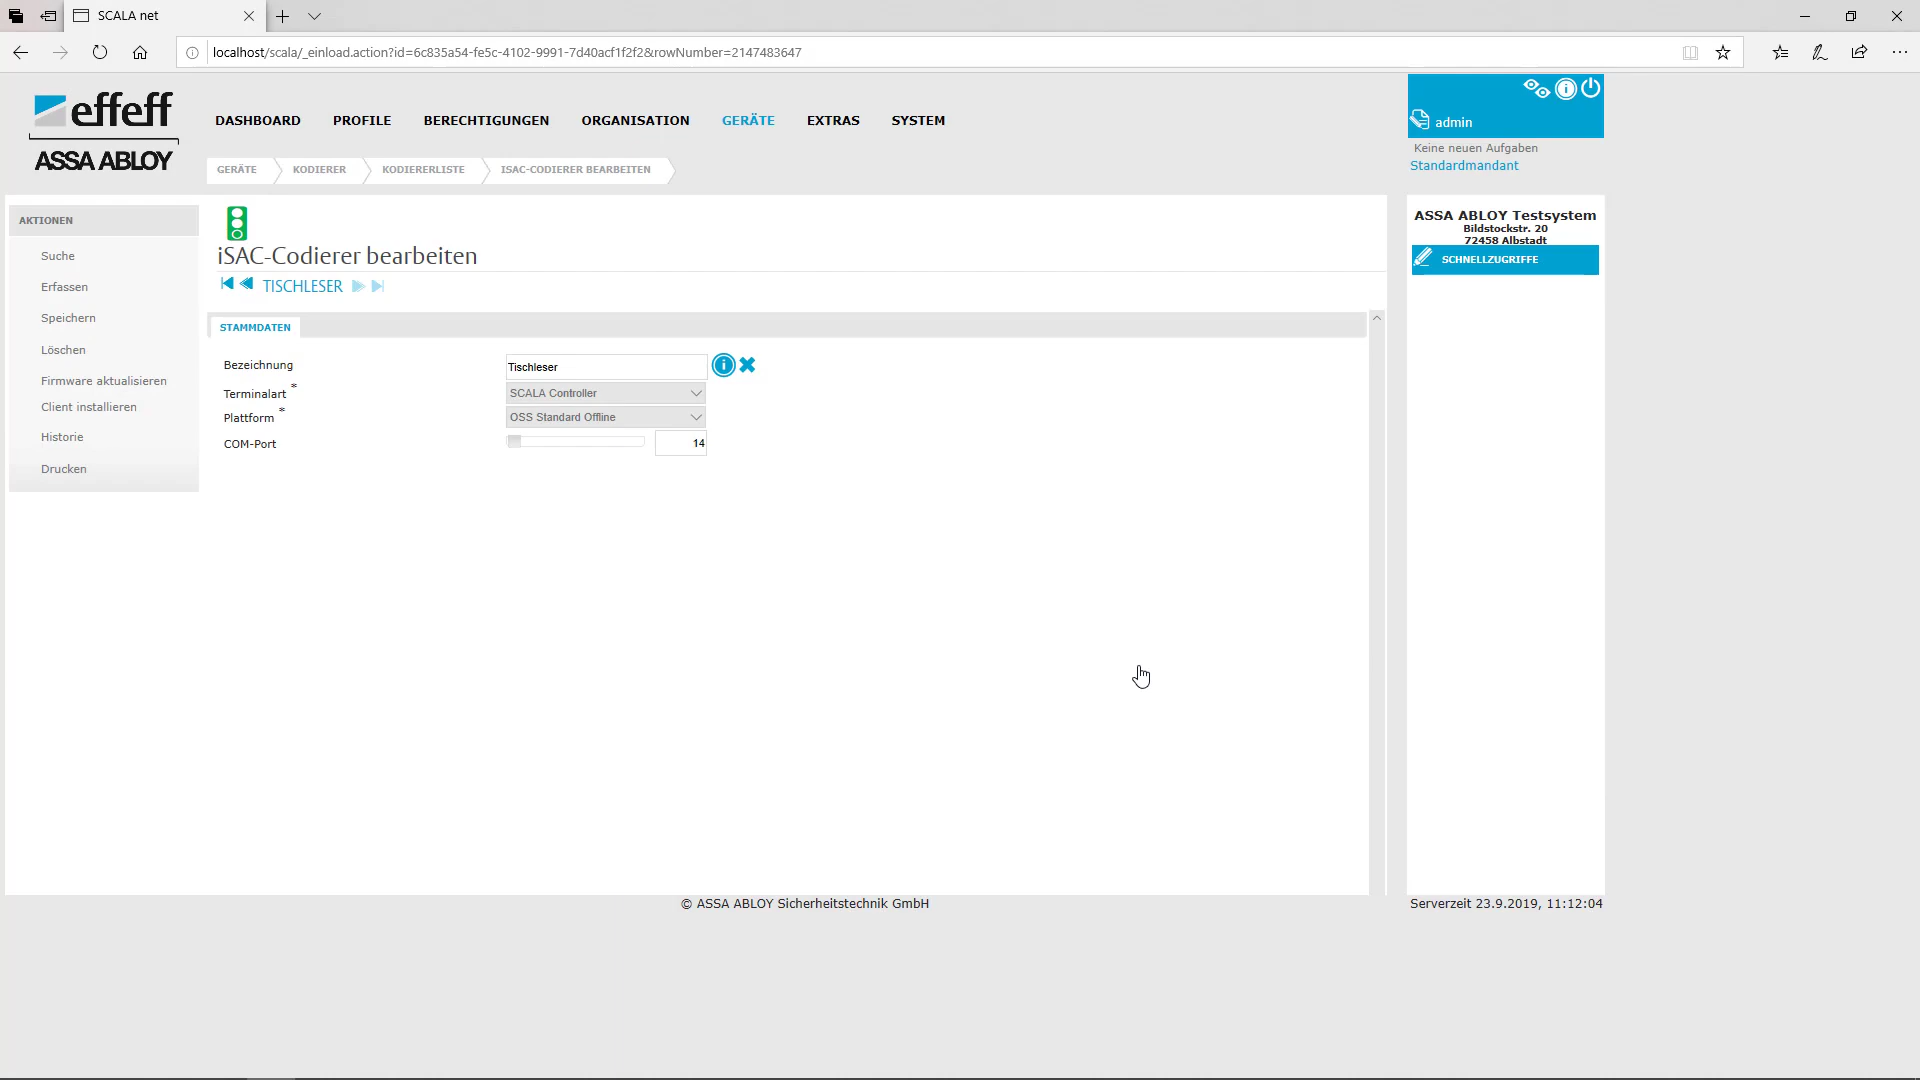 SCALA net
localhost/scala/_einload.action?id=6c835a54-fe5c-4102-9991-7d40acf1f2f2&rowNumber=2147483647
effeff
ASSA ABLOY
DASHBOARD PROFILE BERECHTIGUNGEN ORGANISATION GERÄTE EXTRAS SYSTEM
admin
Keine neuen Aufgaben
Standardmandant
GERÄTE KODIERER KODIERERLISTE ISAC-CODIERER BEARBEITEN
AKTIONEN
Suche
Erfassen
Speichern
Löschen
Firmware aktualisieren
Client installieren
Historie
Drucken
iSAC-Codierer bearbeiten
TISCHLESER
STAMMDATEN
Bezeichnung Tischleser
Terminalart * SCALA Controller
Plattform * OSS Standard Offline
COM-Port 14
ASSA ABLOY Testsystem
Bildstockstr. 20
72458 Albstadt
SCHNELLZUGRIFFE
© ASSA ABLOY Sicherheitstechnik GmbH
Serverzeit 23.9.2019, 11:12:04